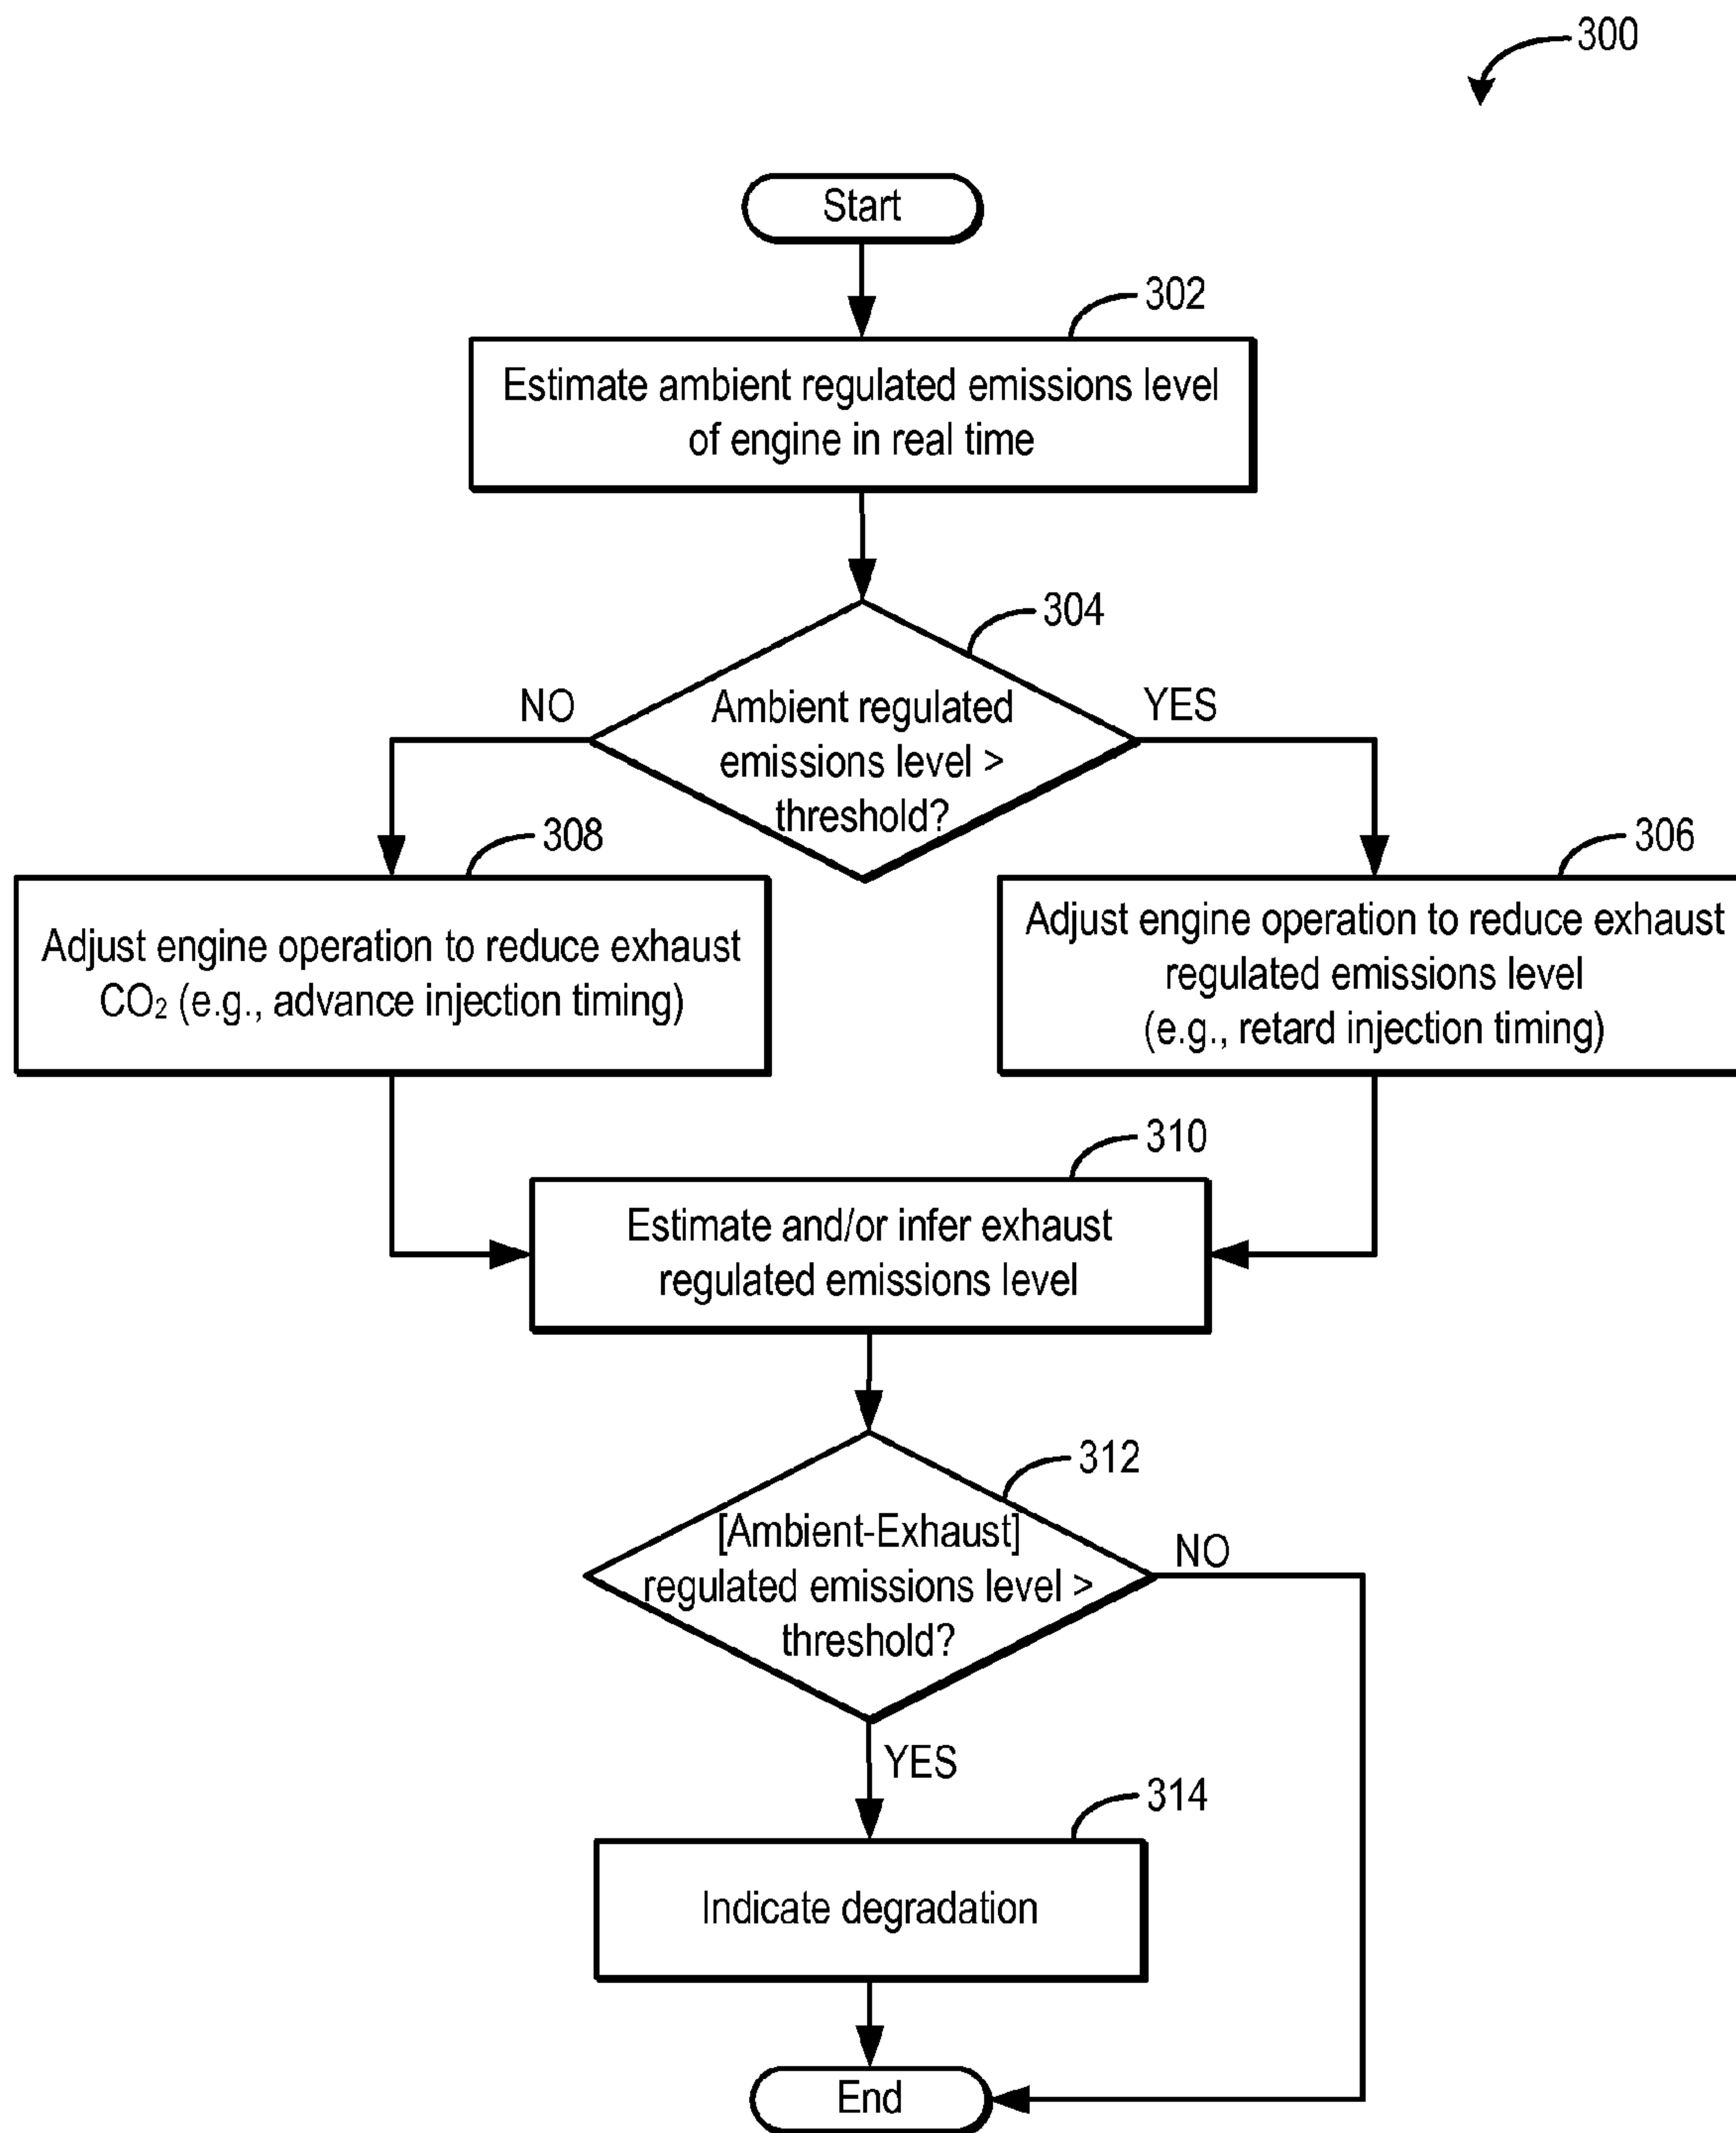 300
Start
302
Estimate ambient regulated emissions level
of engine in real time
304
NO
Ambient regulated
emissions level >
threshold?
YES
308
Adjust engine operation to reduce exhaust
CO₂ (e.g., advance injection timing)
306
Adjust engine operation to reduce exhaust
regulated emissions level
(e.g., retard injection timing)
310
Estimate and/or infer exhaust
regulated emissions level
312
[Ambient-Exhaust]
regulated emissions level >
threshold?
NO
YES
314
Indicate degradation
End